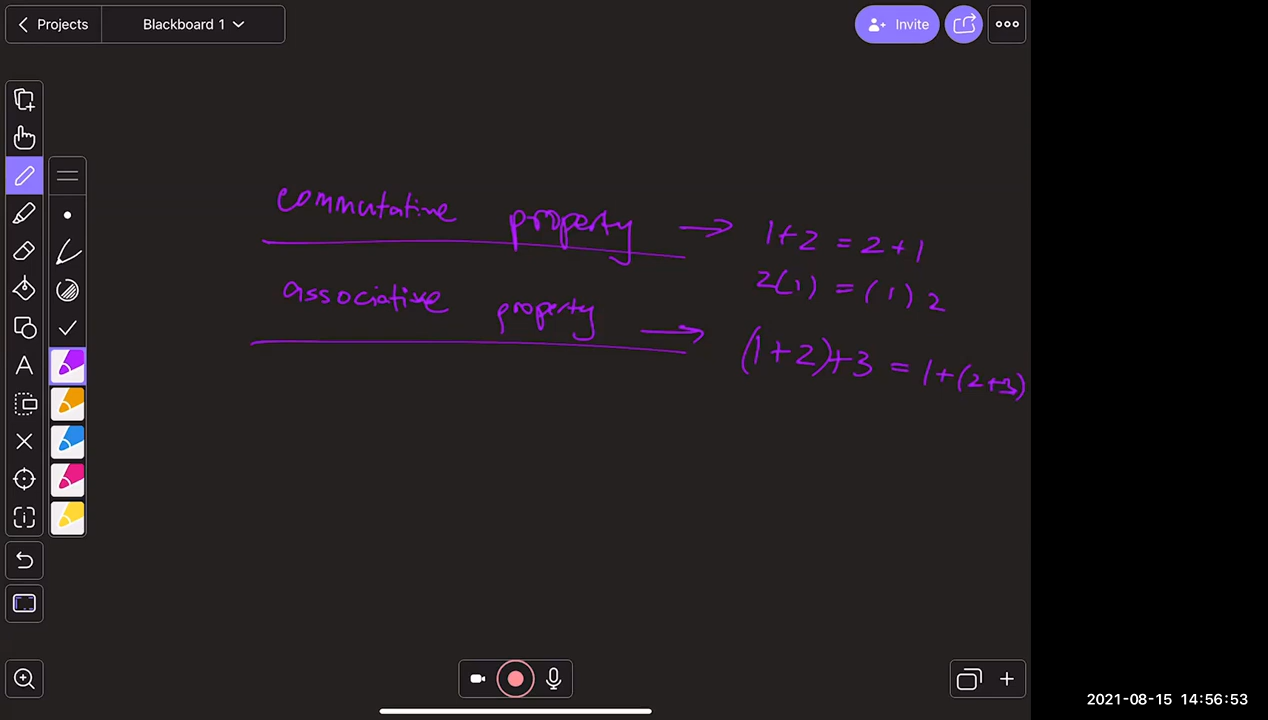 Projects
Blackboard 1
Invite
commutative property → 1+2 = 2+1
2(1) = (1) 2
associative property → (1+2)+3 = 1+(2+3)
A
2021-08-15 14:56:53